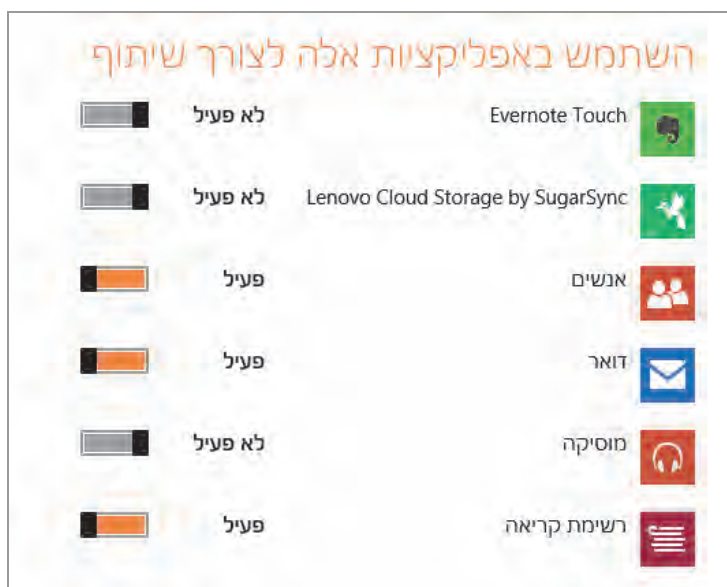 השתמש באפליקציות אלה לצורך שיתוף
Evernote Touch לא פעיל
Lenovo Cloud Storage by SugarSync לא פעיל
אנשים פעיל
דואר פעיל
מוסיקה לא פעיל
רשימת קריאה פעיל